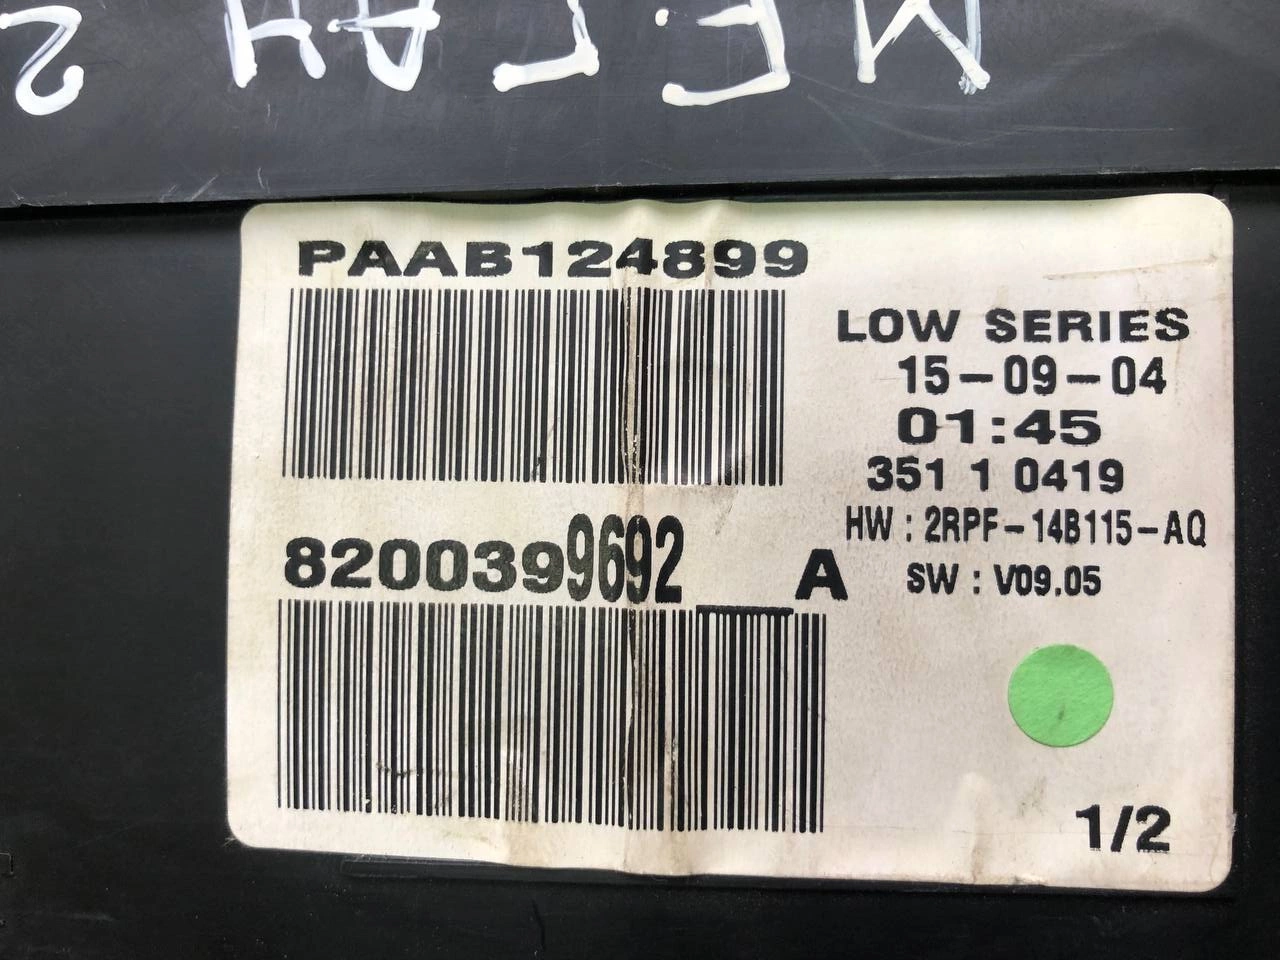 МЕГАН 2
PAAB124899
LOW SERIES
15-09-04
01:45
351 1 0419
HW : 2RPF-14B115-AQ
SW : V09.05
8200399692__A
1/2